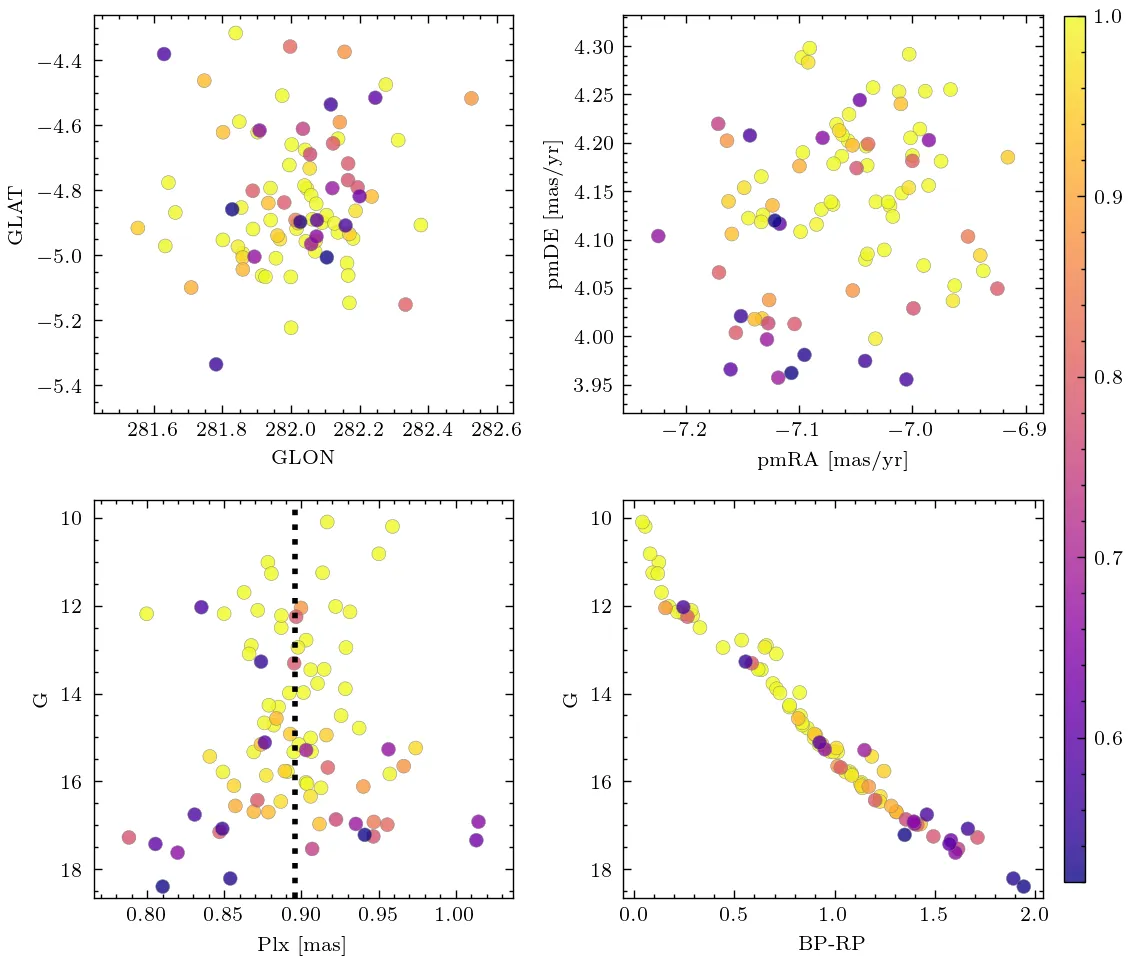 −4.4
−4.6
−4.8
−5.0
−5.2
−5.4
GLAT
281.6 281.8 282.0 282.2 282.4 282.6
GLON
4.30
4.25
4.20
4.15
4.10
4.05
4.00
3.95
pmDE [mas/yr]
−7.2 −7.1 −7.0 −6.9
pmRA [mas/yr]
1.0
0.9
0.8
0.7
0.6
10
12
14
16
18
G
0.80 0.85 0.90 0.95 1.00
Plx [mas]
10
12
14
16
18
G
0.0 0.5 1.0 1.5 2.0
BP-RP